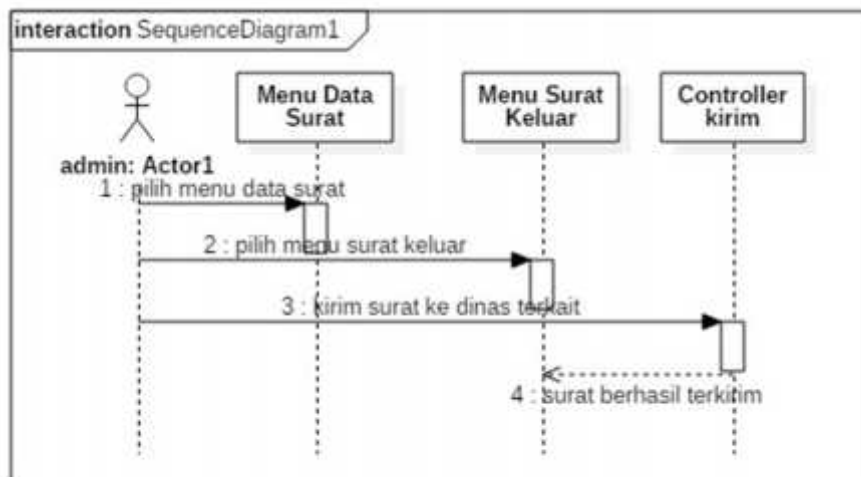 interaction SequenceDiagram1
Menu Data
Surat
Menu Surat
Keluar
Controller
kirim
admin: Actor1
1 : pilih menu data surat
2 : pilih menu surat keluar
3 : kirim surat ke dinas terkait
4 : surat berhasil terkirim